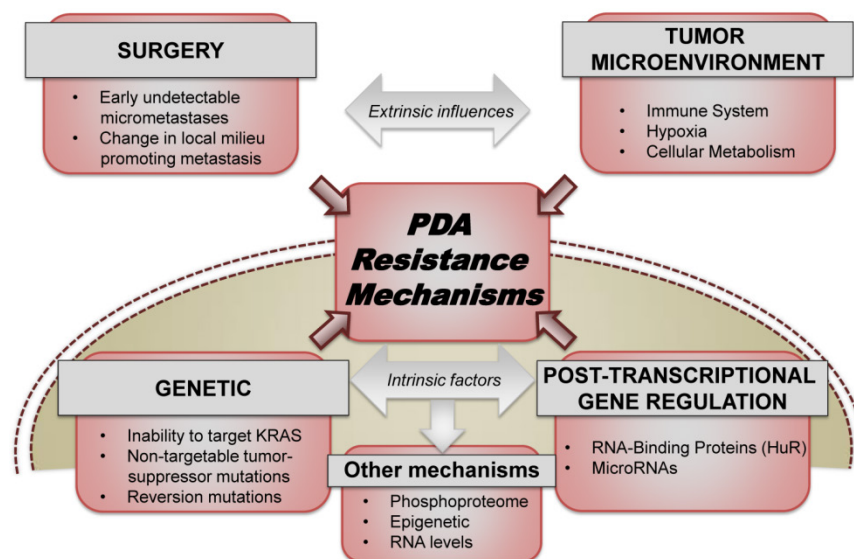 SURGERY
• Early undetectable
micrometastases
• Change in local milieu
promoting metastasis
Extrinsic influences
TUMOR
MICROENVIRONMENT
• Immune System
• Hypoxia
• Cellular Metabolism
PDA
Resistance
Mechanisms
GENETIC
• Inability to target KRAS
• Non-targetable tumor-
suppressor mutations
• Reversion mutations
Intrinsic factors
Other mechanisms
• Phosphoproteome
• Epigenetic
• RNA levels
POST-TRANSCRIPTIONAL
GENE REGULATION
• RNA-Binding Proteins (HuR)
• MicroRNAs